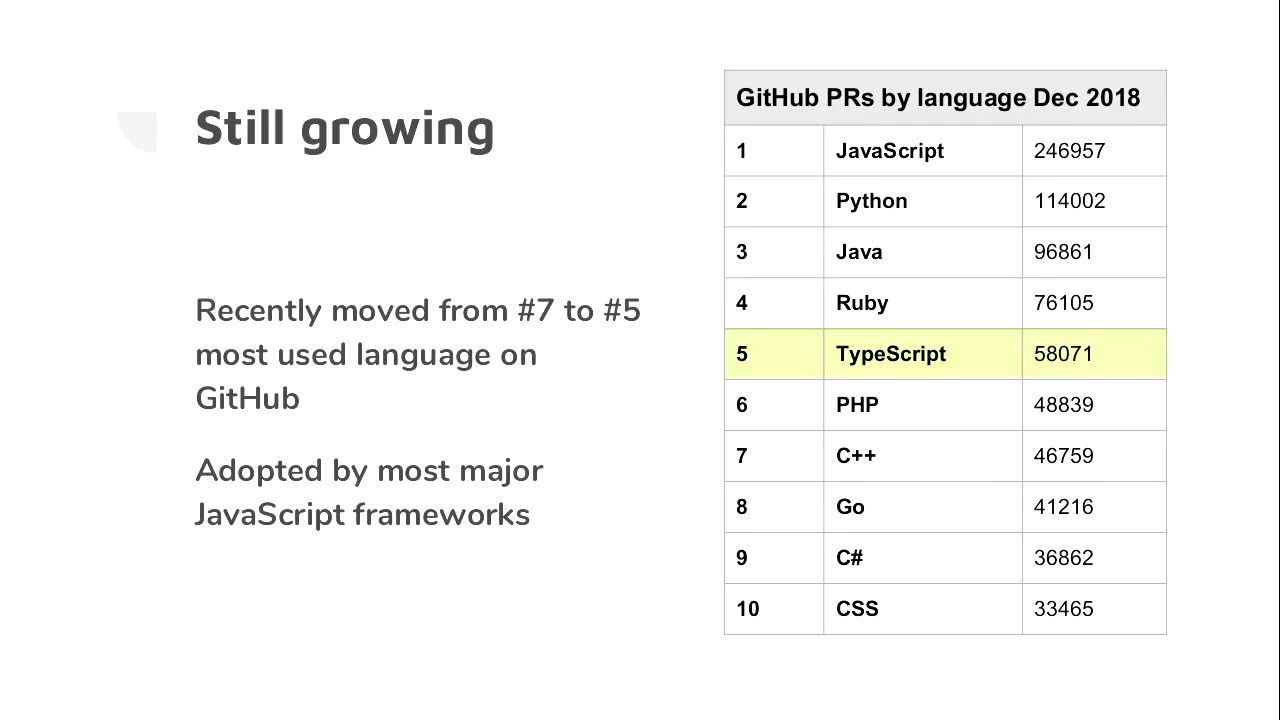 Still growing
Recently moved from #7 to #5
most used language on
GitHub
Adopted by most major
JavaScript frameworks
GitHub PRs by language Dec 2018
1 JavaScript 246957
2 Python 114002
3 Java 96861
4 Ruby 76105
5 TypeScript 58071
6 PHP 48839
7 C++ 46759
8 Go 41216
9 C# 36862
10 CSS 33465